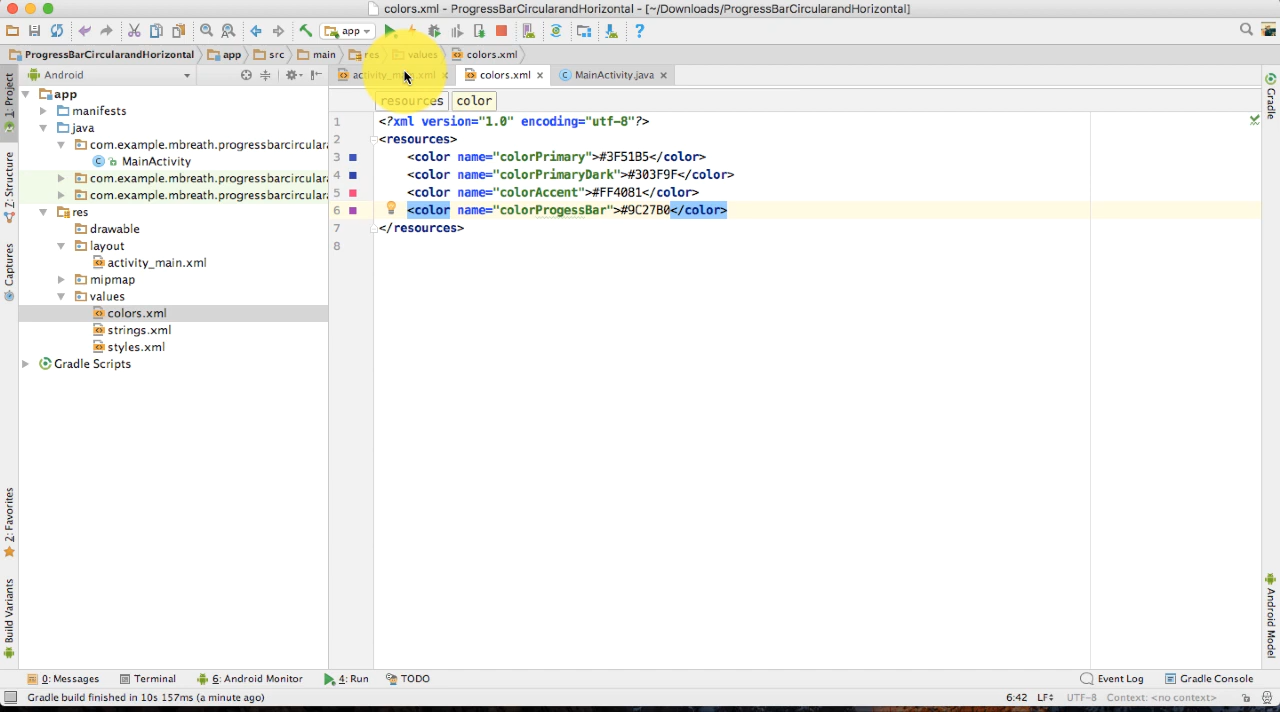 colors.xml - ProgressBarCircularandHorizontal - [~/Downloads/ProgressBarCircularandHorizontal]
app
ProgressBarCircularandHorizontal app src main res values colors.xml
Android
activity_main.xml colors.xml MainActivity.java
resources color
1: Project
Z: Structure
Captures
2: Favorites
Build Variants
app
manifests
java
com.example.mbreath.progressbarcircular
MainActivity
com.example.mbreath.progressbarcircular
com.example.mbreath.progressbarcircular
res
drawable
layout
activity_main.xml
mipmap
values
colors.xml
strings.xml
styles.xml
Gradle Scripts
1 <?xml version="1.0" encoding="utf-8"?>
2 <resources>
3 <color name="colorPrimary">#3F51B5</color>
4 <color name="colorPrimaryDark">#303F9F</color>
5 <color name="colorAccent">#FF4081</color>
6 <color name="colorProgessBar">#9C27B0</color>
7 </resources>
8
Gradle
Android Model
0: Messages Terminal 6: Android Monitor 4: Run TODO Event Log Gradle Console
Gradle build finished in 10s 157ms (a minute ago) 6:42 LF UTF-8 Context: <no context>